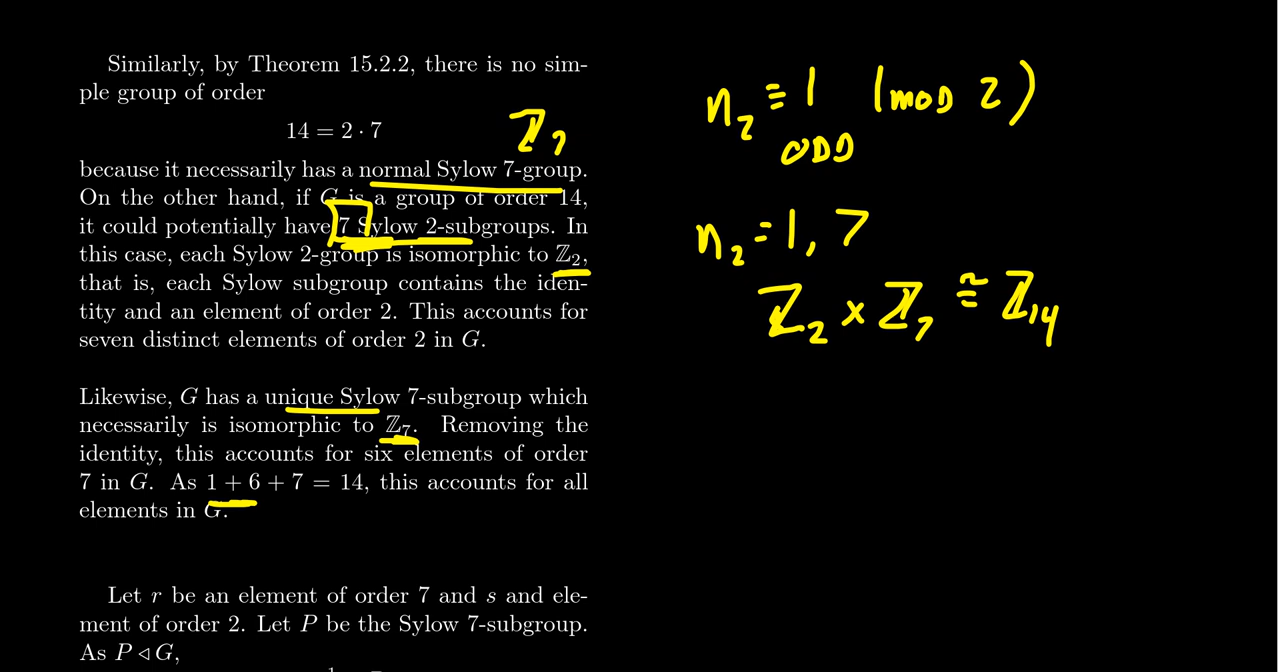 Similarly, by Theorem 15.2.2, there is no sim-
ple group of order
14 = 2 · 7
ℤ₇
because it necessarily has a normal Sylow 7-group.
On the other hand, if G is a group of order 14,
it could potentially have 7 Sylow 2-subgroups. In
this case, each Sylow 2-group is isomorphic to ℤ₂,
that is, each Sylow subgroup contains the iden-
tity and an element of order 2. This accounts for
seven distinct elements of order 2 in G.
Likewise, G has a unique Sylow 7-subgroup which
necessarily is isomorphic to ℤ₇. Removing the
identity, this accounts for six elements of order
7 in G. As 1 + 6 + 7 = 14, this accounts for all
elements in G.
Let r be an element of order 7 and s and ele-
ment of order 2. Let P be the Sylow 7-subgroup.
As P ◁ G,
n₂ ≡ 1 (mod 2)
ODD
n₂ = 1, 7
ℤ₂ × ℤ₇ ≅ ℤ₁₄